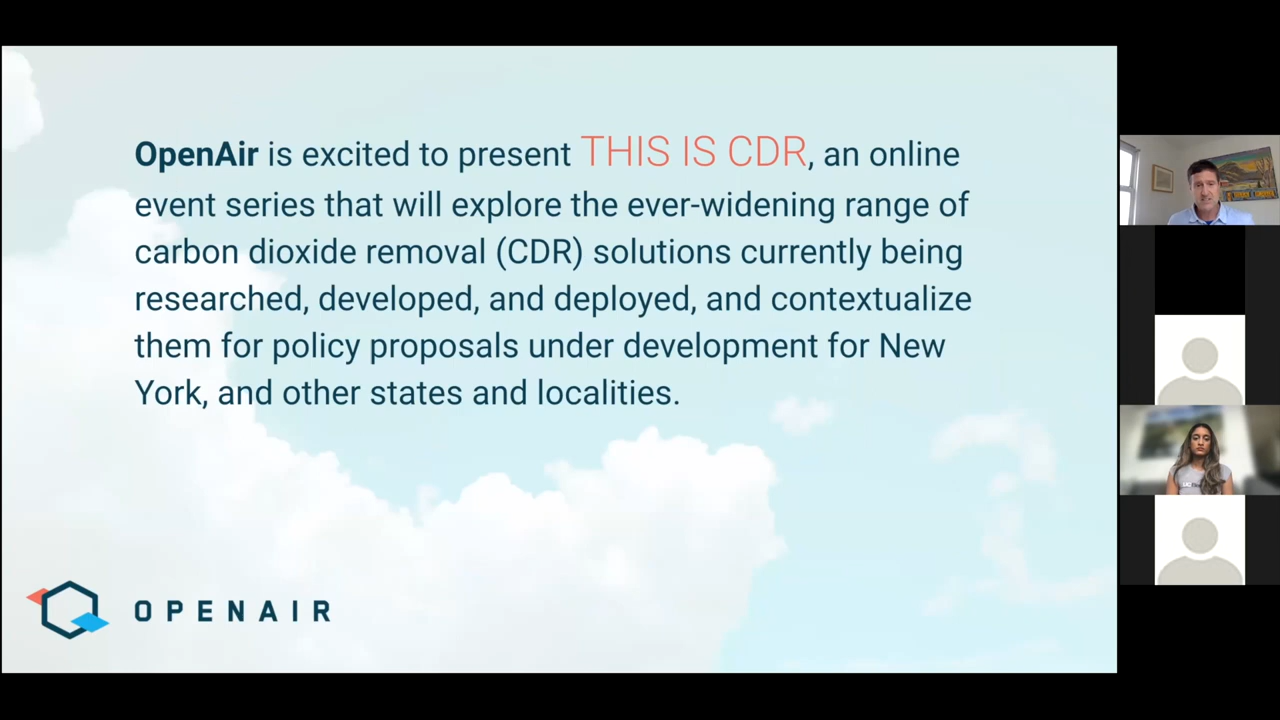 OpenAir is excited to present THIS IS CDR, an online
event series that will explore the ever-widening range of
carbon dioxide removal (CDR) solutions currently being
researched, developed, and deployed, and contextualize
them for policy proposals under development for New
York, and other states and localities.
OPENAIR